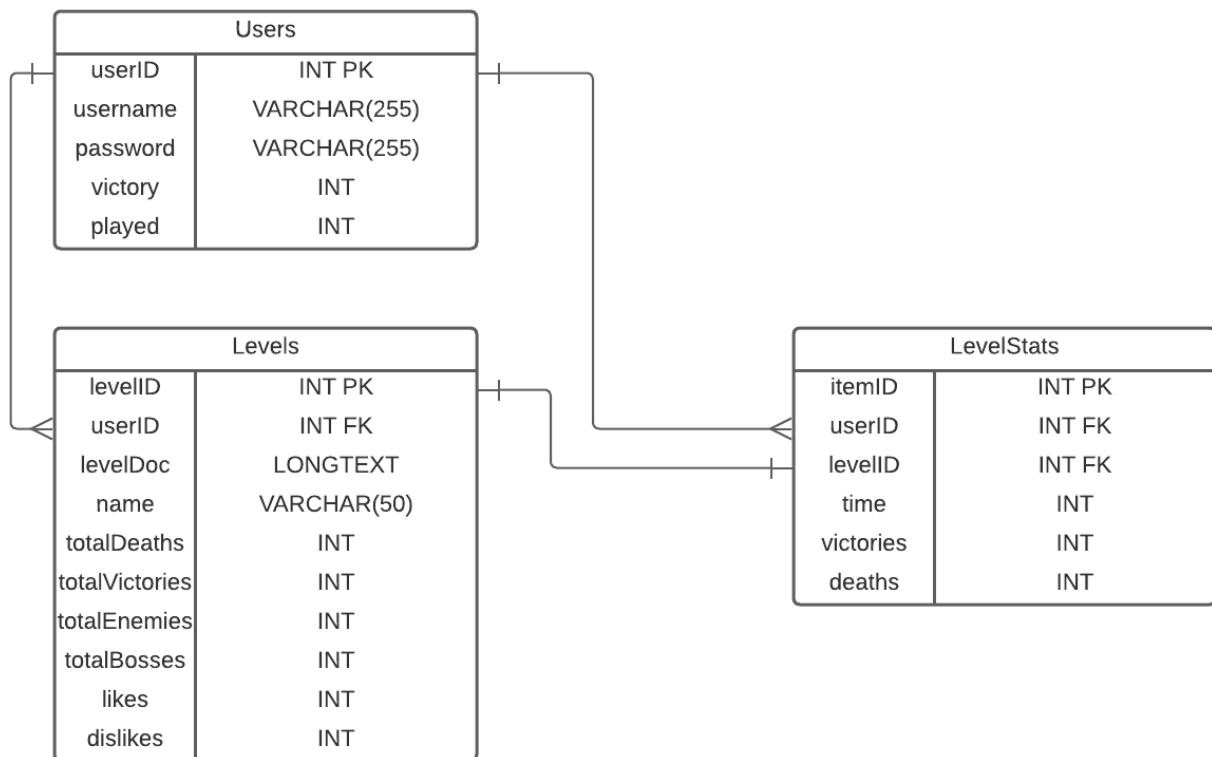 Users
userID INT PK
username VARCHAR(255)
password VARCHAR(255)
victory INT
played INT
Levels
levelID INT PK
userID INT FK
levelDoc LONGTEXT
name VARCHAR(50)
totalDeaths INT
totalVictories INT
totalEnemies INT
totalBosses INT
likes INT
dislikes INT
LevelStats
itemID INT PK
userID INT FK
levelID INT FK
time INT
victories INT
deaths INT